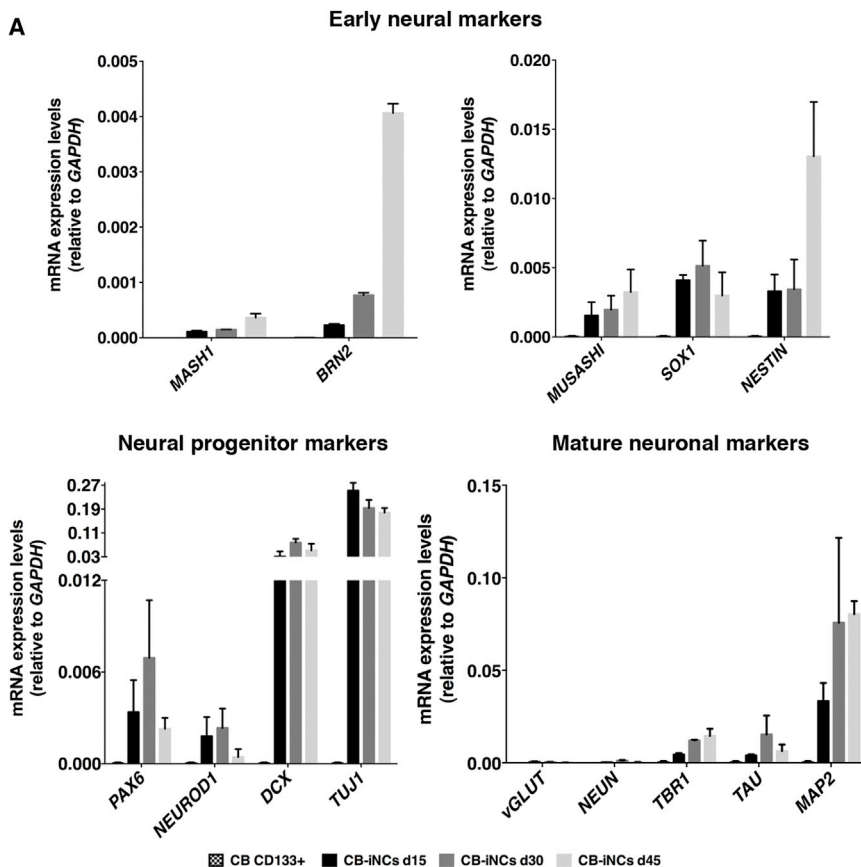 A
Early neural markers
mRNA expression levels
(relative to GAPDH)
0.005
0.004
0.003
0.002
0.001
0.000
MASH1
BRN2
mRNA expression levels
(relative to GAPDH)
0.020
0.015
0.010
0.005
0.000
MUSASHI
SOX1
NESTIN
Neural progenitor markers
mRNA expression levels
(relative to GAPDH)
0.27
0.19
0.11
0.03
0.012
0.006
0.000
PAX6
NEUROD1
DCX
TUJ1
Mature neuronal markers
mRNA expression levels
(relative to GAPDH)
0.15
0.10
0.05
0.00
vGLUT
NEUN
TBR1
TAU
MAP2
CB CD133+ CB-iNCs d15 CB-iNCs d30 CB-iNCs d45